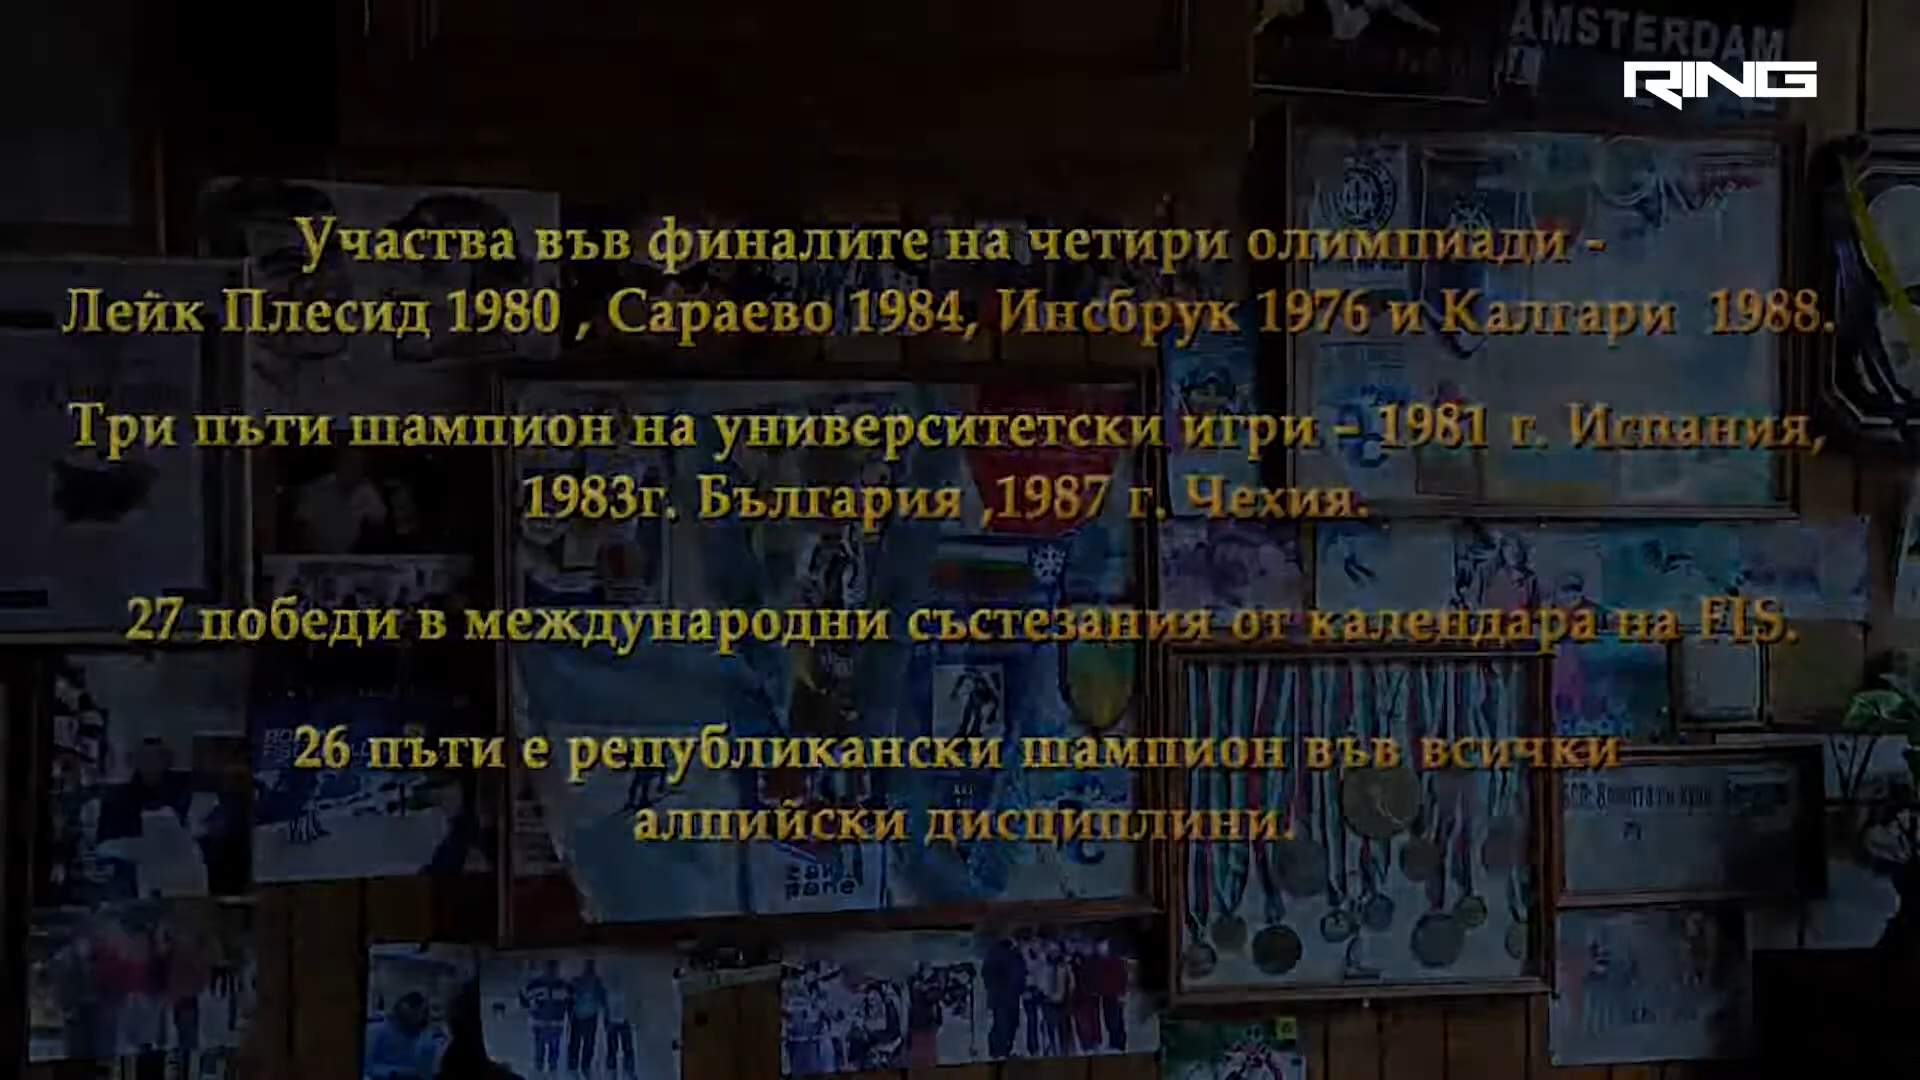 AMSTERDAM
RING
Участва във финалите на четири олимпиади -
Лейк Плесид 1980 , Сараево 1984, Инсбрук 1976 и Калгари 1988.
Три пъти шампион на университетски игри – 1981 г. Испания,
1983г. България ,1987 г. Чехия.
27 победи в международни състезания от календара на FIS.
26 пъти е републикански шампион във всички
алпийски дисциплини.